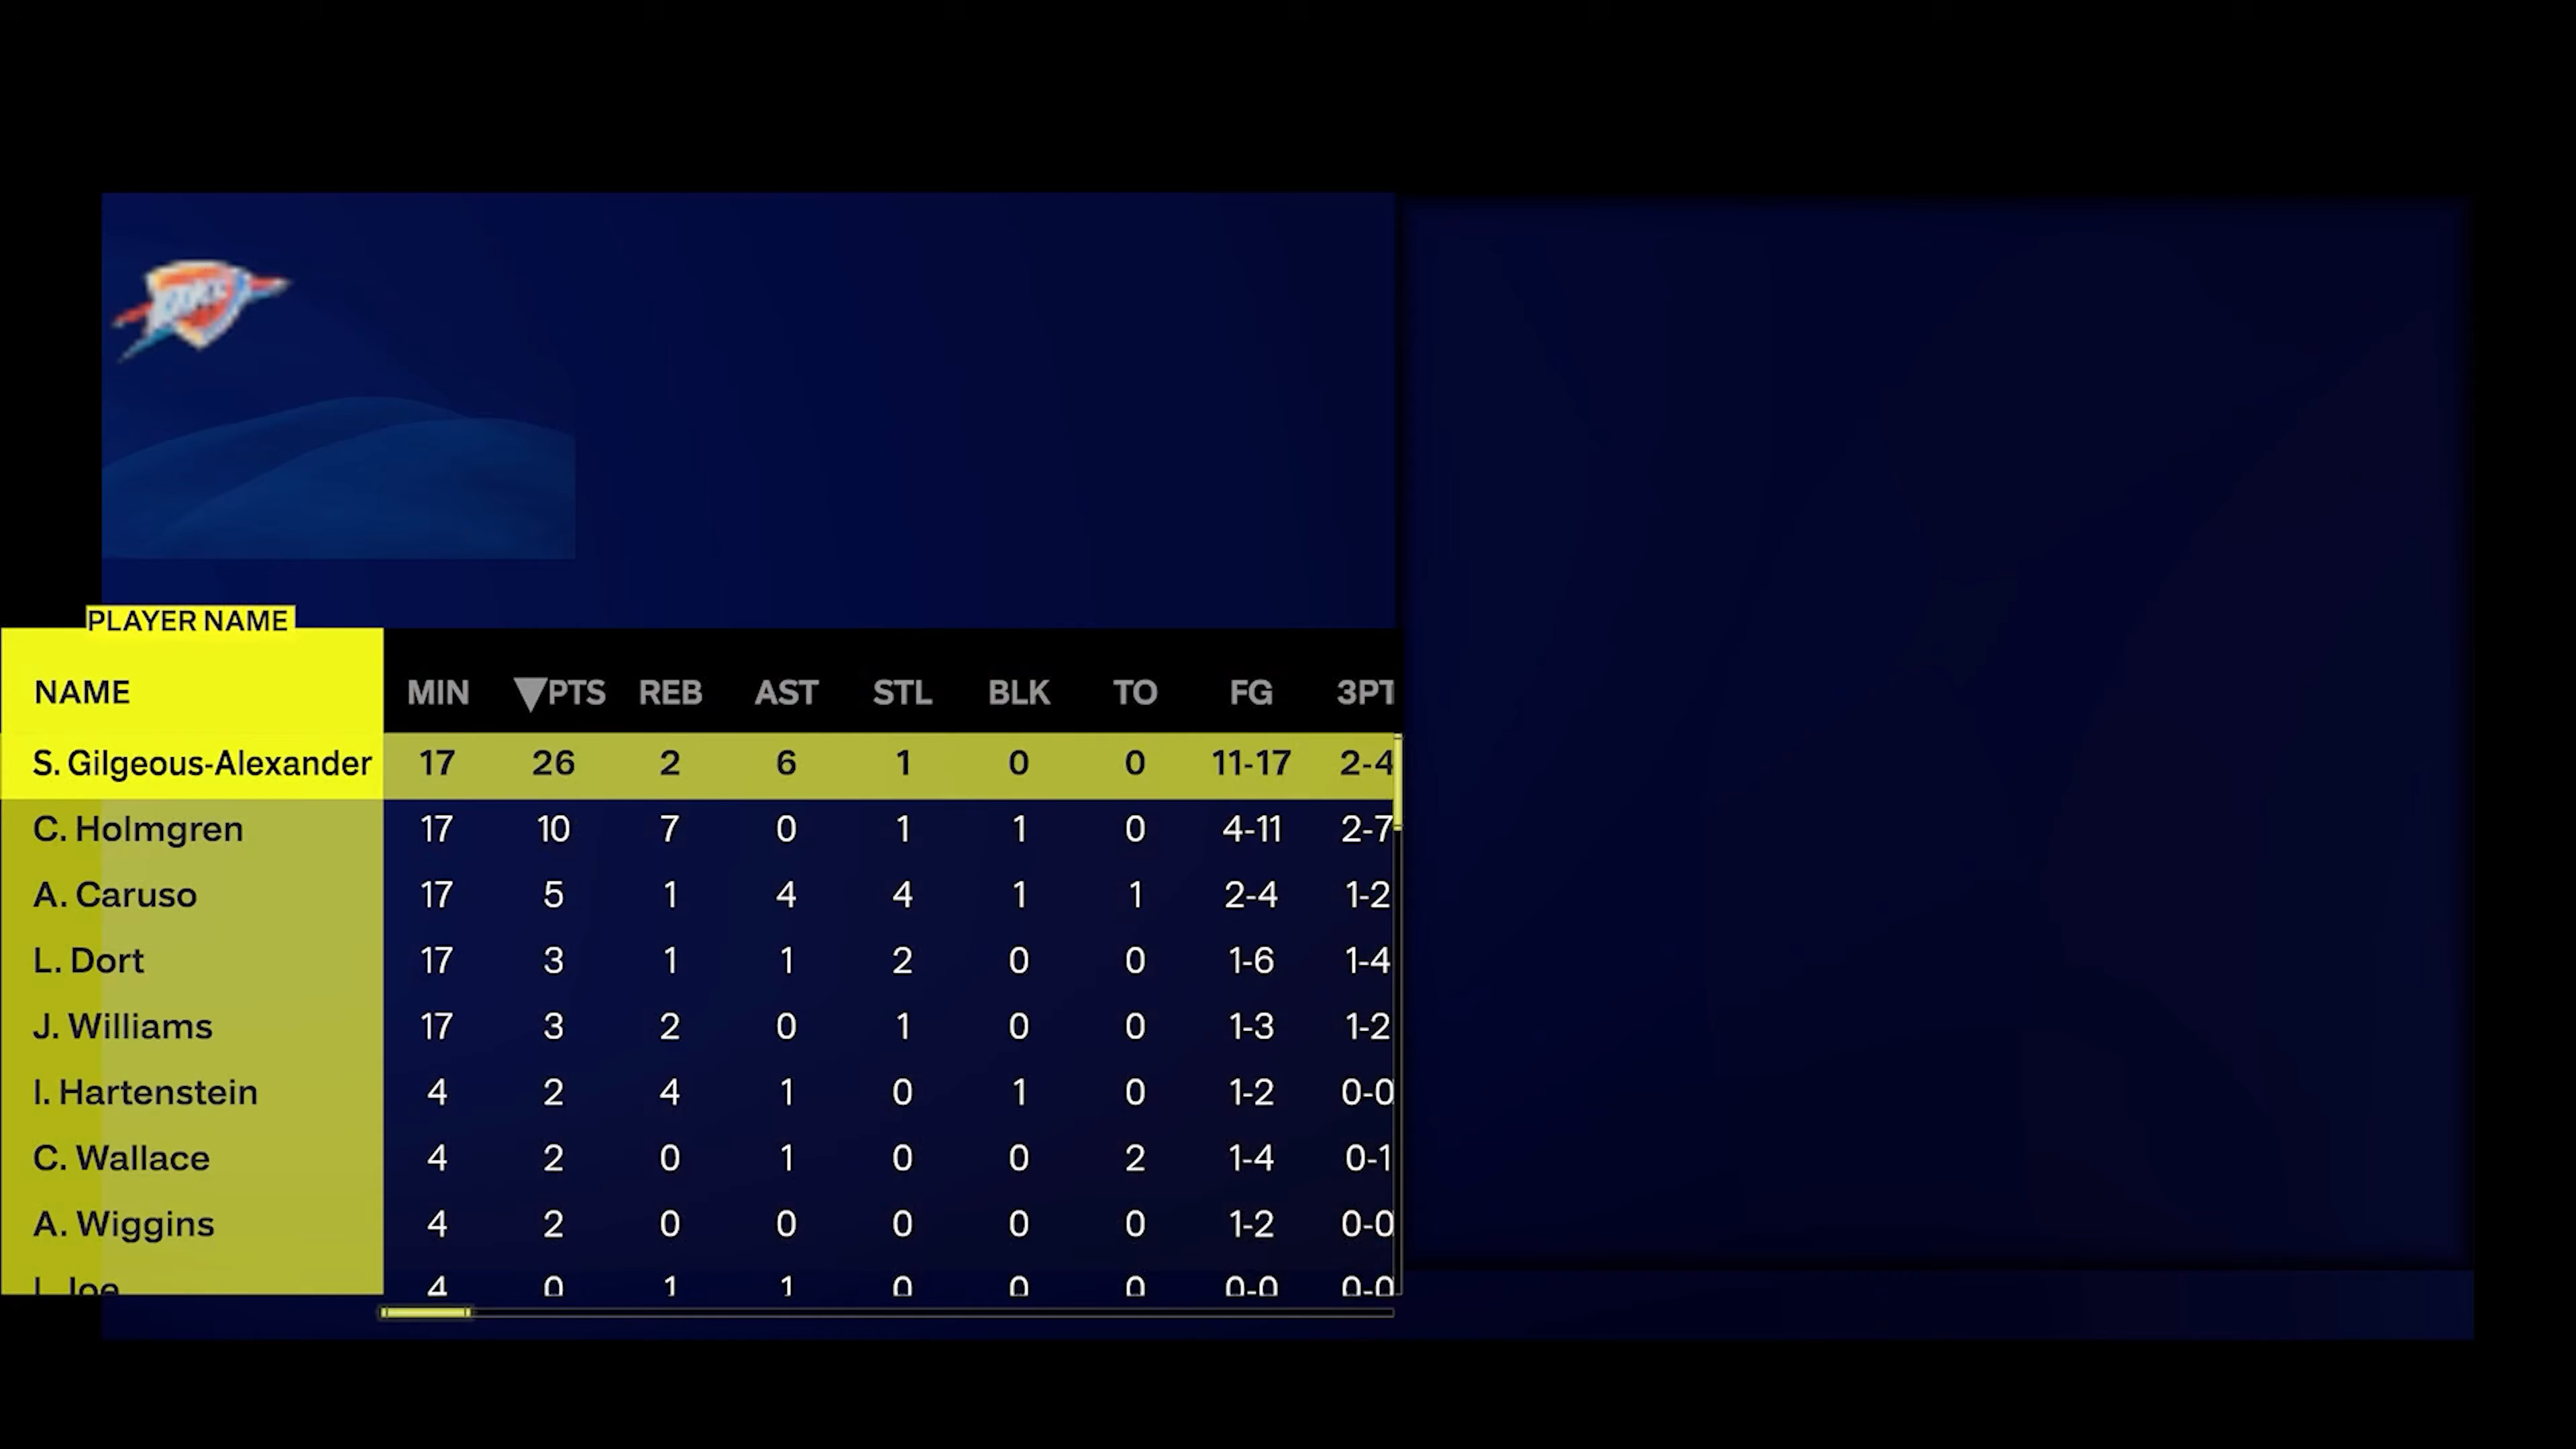 PLAYER NAME
NAME MIN ▼PTS REB AST STL BLK TO FG 3PT
S. Gilgeous-Alexander 17 26 2 6 1 0 0 11-17 2-4
C. Holmgren 17 10 7 0 1 1 0 4-11 2-7
A. Caruso 17 5 1 4 4 1 1 2-4 1-2
L. Dort 17 3 1 1 2 0 0 1-6 1-4
J. Williams 17 3 2 0 1 0 0 1-3 1-2
I. Hartenstein 4 2 4 1 0 1 0 1-2 0-0
C. Wallace 4 2 0 1 0 0 2 1-4 0-1
A. Wiggins 4 2 0 0 0 0 0 1-2 0-0
Joe 4 0 1 1 0 0 0 0-0 0-0